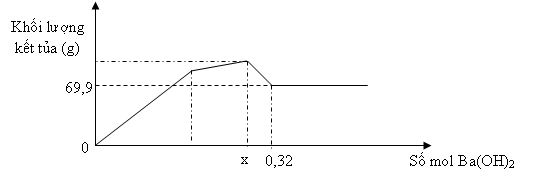 Khối lượng
kết tủa (g)
69,9
0
x
0,32
Số mol Ba(OH)₂